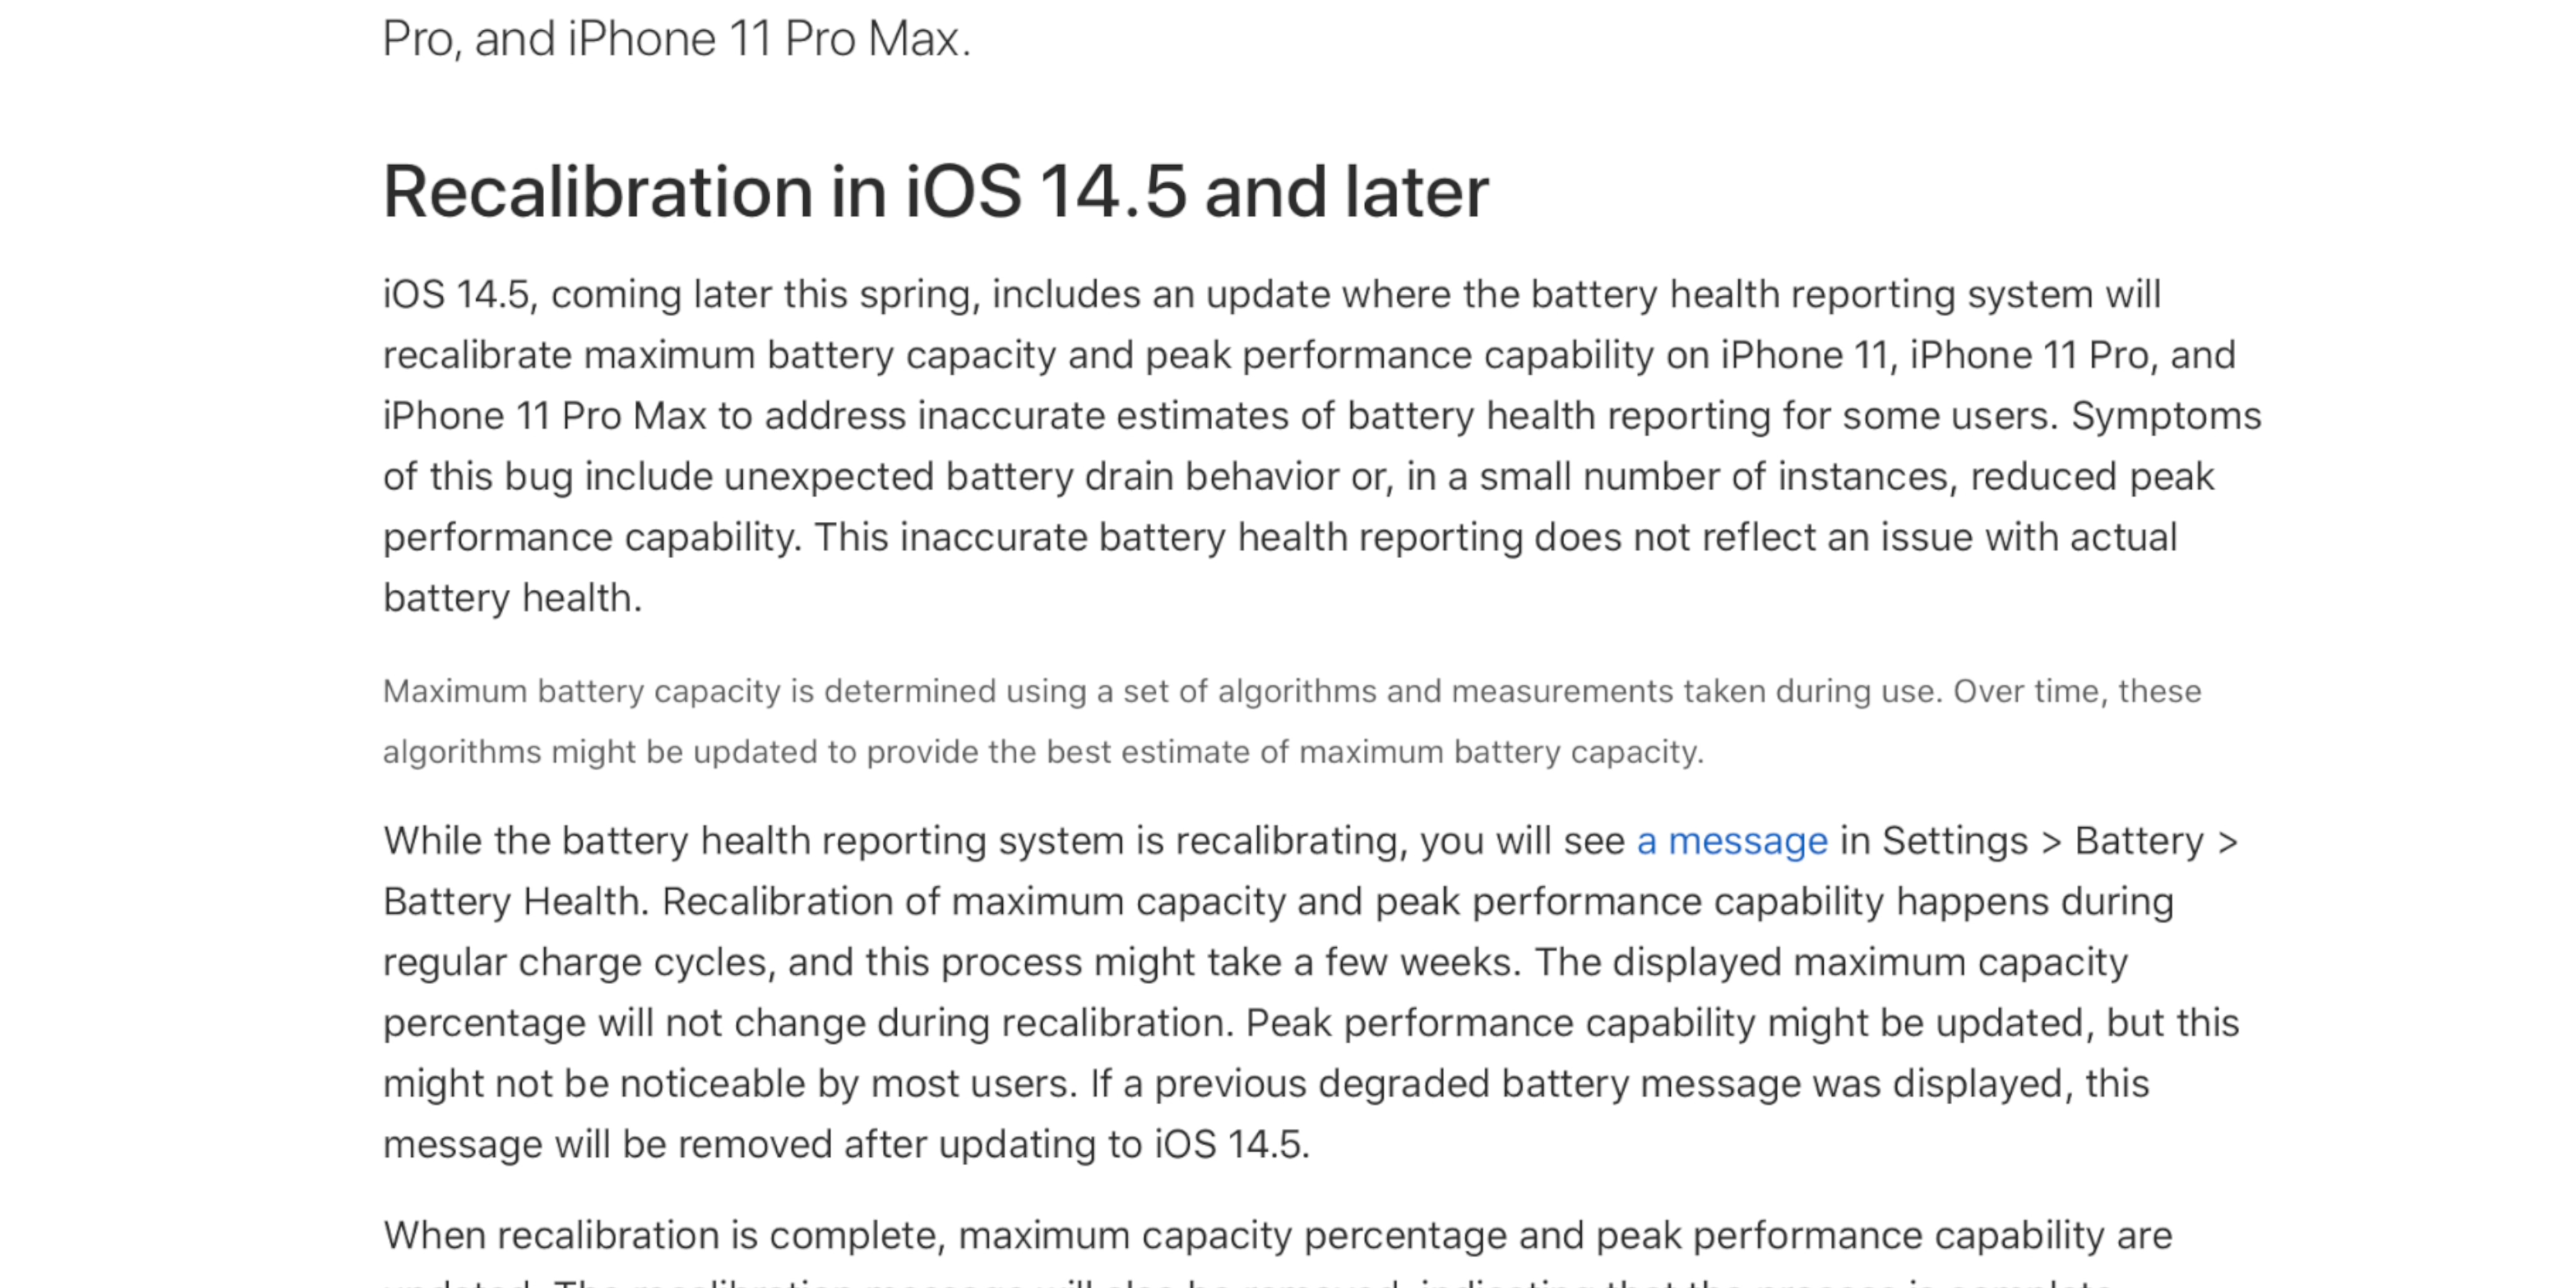 Pro, and iPhone 11 Pro Max.
Recalibration in iOS 14.5 and later
iOS 14.5, coming later this spring, includes an update where the battery health reporting system will
recalibrate maximum battery capacity and peak performance capability on iPhone 11, iPhone 11 Pro, and
iPhone 11 Pro Max to address inaccurate estimates of battery health reporting for some users. Symptoms
of this bug include unexpected battery drain behavior or, in a small number of instances, reduced peak
performance capability. This inaccurate battery health reporting does not reflect an issue with actual
battery health.
Maximum battery capacity is determined using a set of algorithms and measurements taken during use. Over time, these
algorithms might be updated to provide the best estimate of maximum battery capacity.
While the battery health reporting system is recalibrating, you will see a message in Settings > Battery >
Battery Health. Recalibration of maximum capacity and peak performance capability happens during
regular charge cycles, and this process might take a few weeks. The displayed maximum capacity
percentage will not change during recalibration. Peak performance capability might be updated, but this
might not be noticeable by most users. If a previous degraded battery message was displayed, this
message will be removed after updating to iOS 14.5.
When recalibration is complete, maximum capacity percentage and peak performance capability are